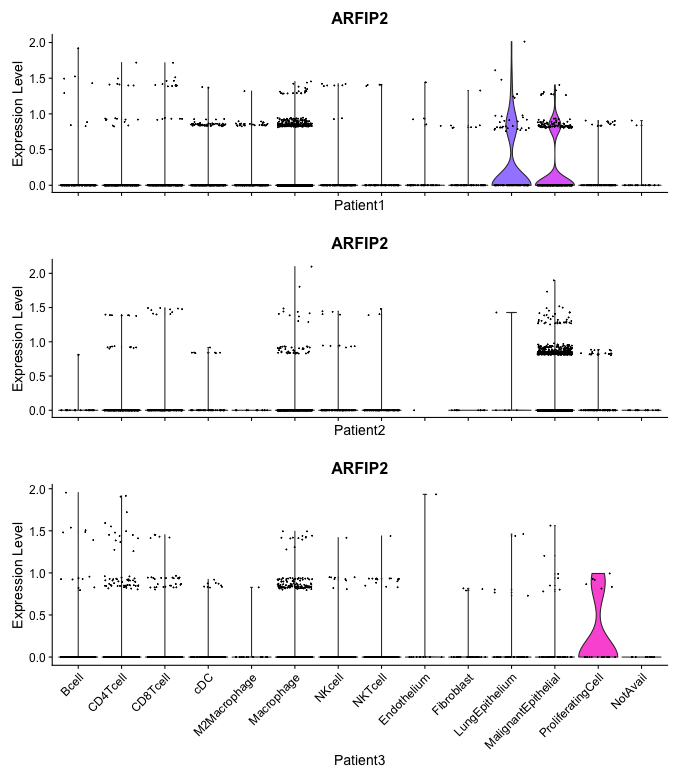 ARFIP2
Expression Level
2.0
1.5
1.0
0.5
0.0
Patient1
ARFIP2
Expression Level
2.0
1.5
1.0
0.5
0.0
Patient2
ARFIP2
Expression Level
2.0
1.5
1.0
0.5
0.0
Bcell
CD4Tcell
CD8Tcell
cDC
M2Macrophage
Macrophage
NKcell
NKTcell
Endothelium
Fibroblast
LungEpithelium
MalignantEpithelial
ProliferatingCell
NotAvail
Patient3